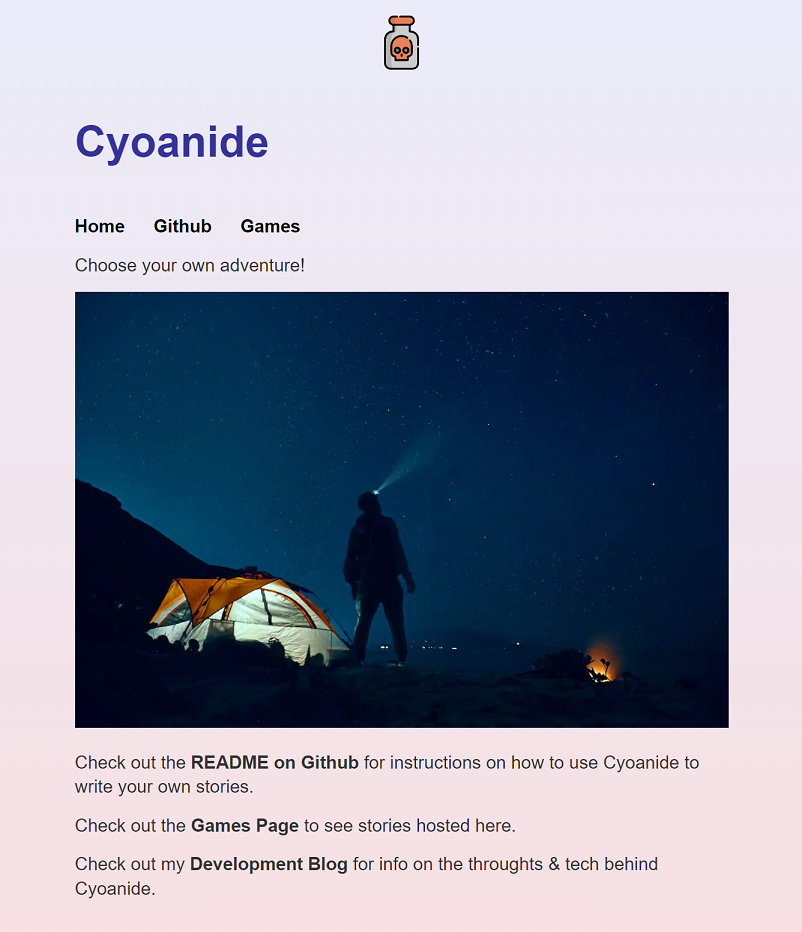 Cyoanide
Home Github Games
Choose your own adventure!
Check out the README on Github for instructions on how to use Cyoanide to
write your own stories.
Check out the Games Page to see stories hosted here.
Check out my Development Blog for info on the throughts & tech behind
Cyoanide.